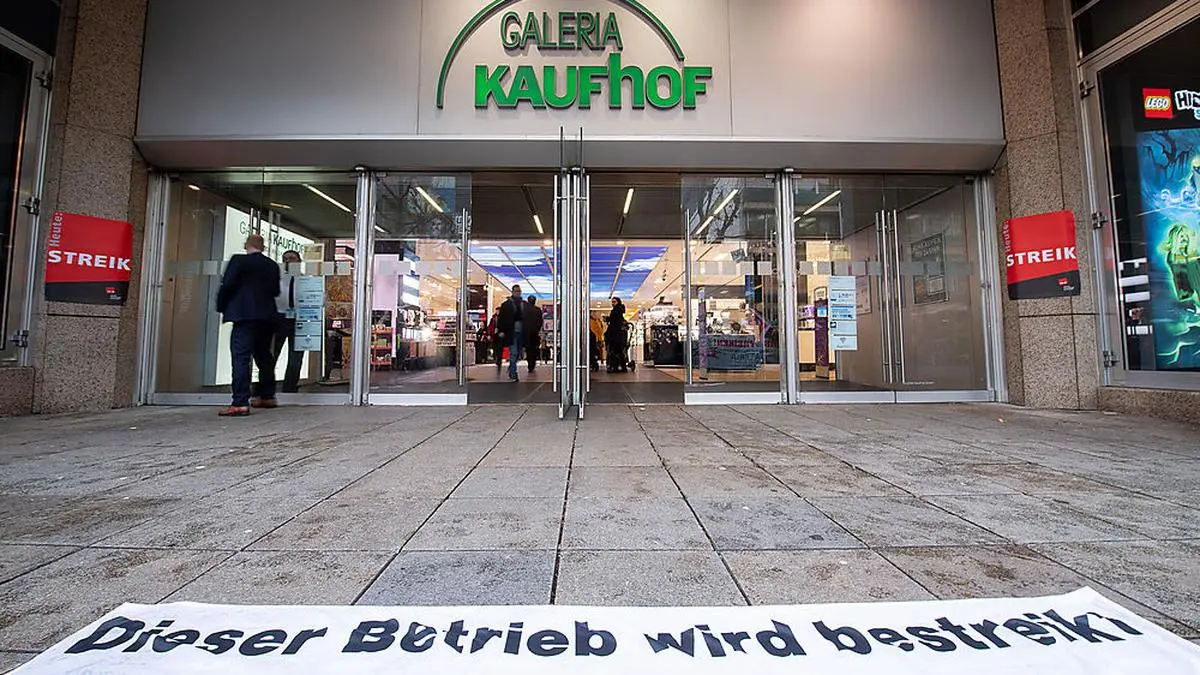 GALERIA
KAUFhOF
Heute:
STREIK
Heute:
STREIK
LEGO
Dieser Betrieb wird bestreikt